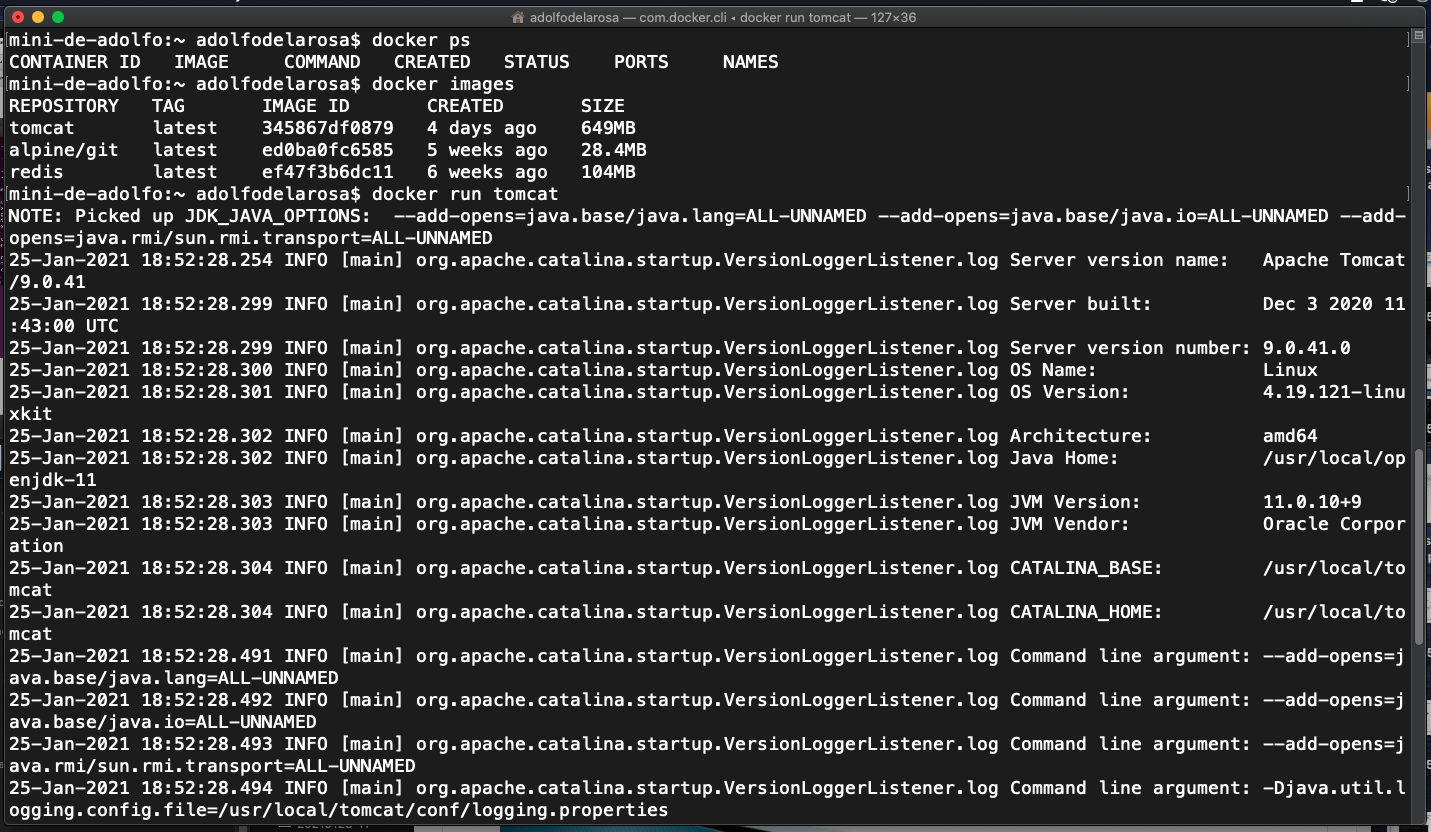 adolfodelarosa — com.docker.cli ◂ docker run tomcat — 127×36
mini-de-adolfo:~ adolfodelarosa$ docker ps
CONTAINER ID   IMAGE     COMMAND   CREATED   STATUS    PORTS     NAMES
mini-de-adolfo:~ adolfodelarosa$ docker images
REPOSITORY   TAG       IMAGE ID       CREATED       SIZE
tomcat       latest    345867df0879   4 days ago    649MB
alpine/git   latest    ed0ba0fc6585   5 weeks ago   28.4MB
redis        latest    ef47f3b6dc11   6 weeks ago   104MB
mini-de-adolfo:~ adolfodelarosa$ docker run tomcat
NOTE: Picked up JDK_JAVA_OPTIONS:  --add-opens=java.base/java.lang=ALL-UNNAMED --add-opens=java.base/java.io=ALL-UNNAMED --add-
opens=java.rmi/sun.rmi.transport=ALL-UNNAMED
25-Jan-2021 18:52:28.254 INFO [main] org.apache.catalina.startup.VersionLoggerListener.log Server version name:   Apache Tomcat
/9.0.41
25-Jan-2021 18:52:28.299 INFO [main] org.apache.catalina.startup.VersionLoggerListener.log Server built:          Dec 3 2020 11
:43:00 UTC
25-Jan-2021 18:52:28.299 INFO [main] org.apache.catalina.startup.VersionLoggerListener.log Server version number: 9.0.41.0
25-Jan-2021 18:52:28.300 INFO [main] org.apache.catalina.startup.VersionLoggerListener.log OS Name:               Linux
25-Jan-2021 18:52:28.301 INFO [main] org.apache.catalina.startup.VersionLoggerListener.log OS Version:            4.19.121-linu
xkit
25-Jan-2021 18:52:28.302 INFO [main] org.apache.catalina.startup.VersionLoggerListener.log Architecture:          amd64
25-Jan-2021 18:52:28.302 INFO [main] org.apache.catalina.startup.VersionLoggerListener.log Java Home:             /usr/local/op
enjdk-11
25-Jan-2021 18:52:28.303 INFO [main] org.apache.catalina.startup.VersionLoggerListener.log JVM Version:           11.0.10+9
25-Jan-2021 18:52:28.303 INFO [main] org.apache.catalina.startup.VersionLoggerListener.log JVM Vendor:            Oracle Corpor
ation
25-Jan-2021 18:52:28.304 INFO [main] org.apache.catalina.startup.VersionLoggerListener.log CATALINA_BASE:         /usr/local/to
mcat
25-Jan-2021 18:52:28.304 INFO [main] org.apache.catalina.startup.VersionLoggerListener.log CATALINA_HOME:         /usr/local/to
mcat
25-Jan-2021 18:52:28.491 INFO [main] org.apache.catalina.startup.VersionLoggerListener.log Command line argument: --add-opens=j
ava.base/java.lang=ALL-UNNAMED
25-Jan-2021 18:52:28.492 INFO [main] org.apache.catalina.startup.VersionLoggerListener.log Command line argument: --add-opens=j
ava.base/java.io=ALL-UNNAMED
25-Jan-2021 18:52:28.493 INFO [main] org.apache.catalina.startup.VersionLoggerListener.log Command line argument: --add-opens=j
ava.rmi/sun.rmi.transport=ALL-UNNAMED
25-Jan-2021 18:52:28.494 INFO [main] org.apache.catalina.startup.VersionLoggerListener.log Command line argument: -Djava.util.l
ogging.config.file=/usr/local/tomcat/conf/logging.properties